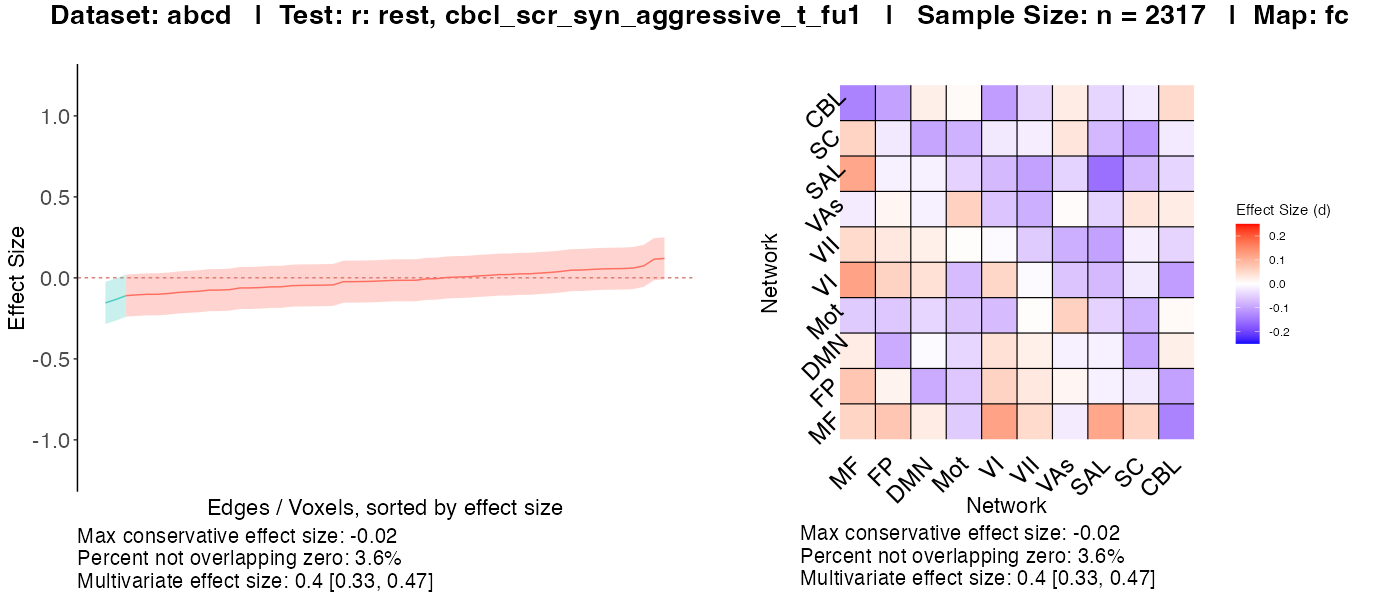 Dataset: abcd | Test: r: rest, cbcl_scr_syn_aggressive_t_fu1 | Sample Size: n = 2317 | Map: fc
Effect Size
1.0
0.5
0.0
-0.5
-1.0
Edges / Voxels, sorted by effect size
Max conservative effect size: -0.02
Percent not overlapping zero: 3.6%
Multivariate effect size: 0.4 [0.33, 0.47]
Network
CBL
SC
SAL
VAs
VII
VI
Mot
DMN
FP
MF
MF FP DMN Mot VI VII VAs SAL SC CBL
Network
Max conservative effect size: -0.02
Percent not overlapping zero: 3.6%
Multivariate effect size: 0.4 [0.33, 0.47]
Effect Size (d)
0.2
0.1
0.0
-0.1
-0.2